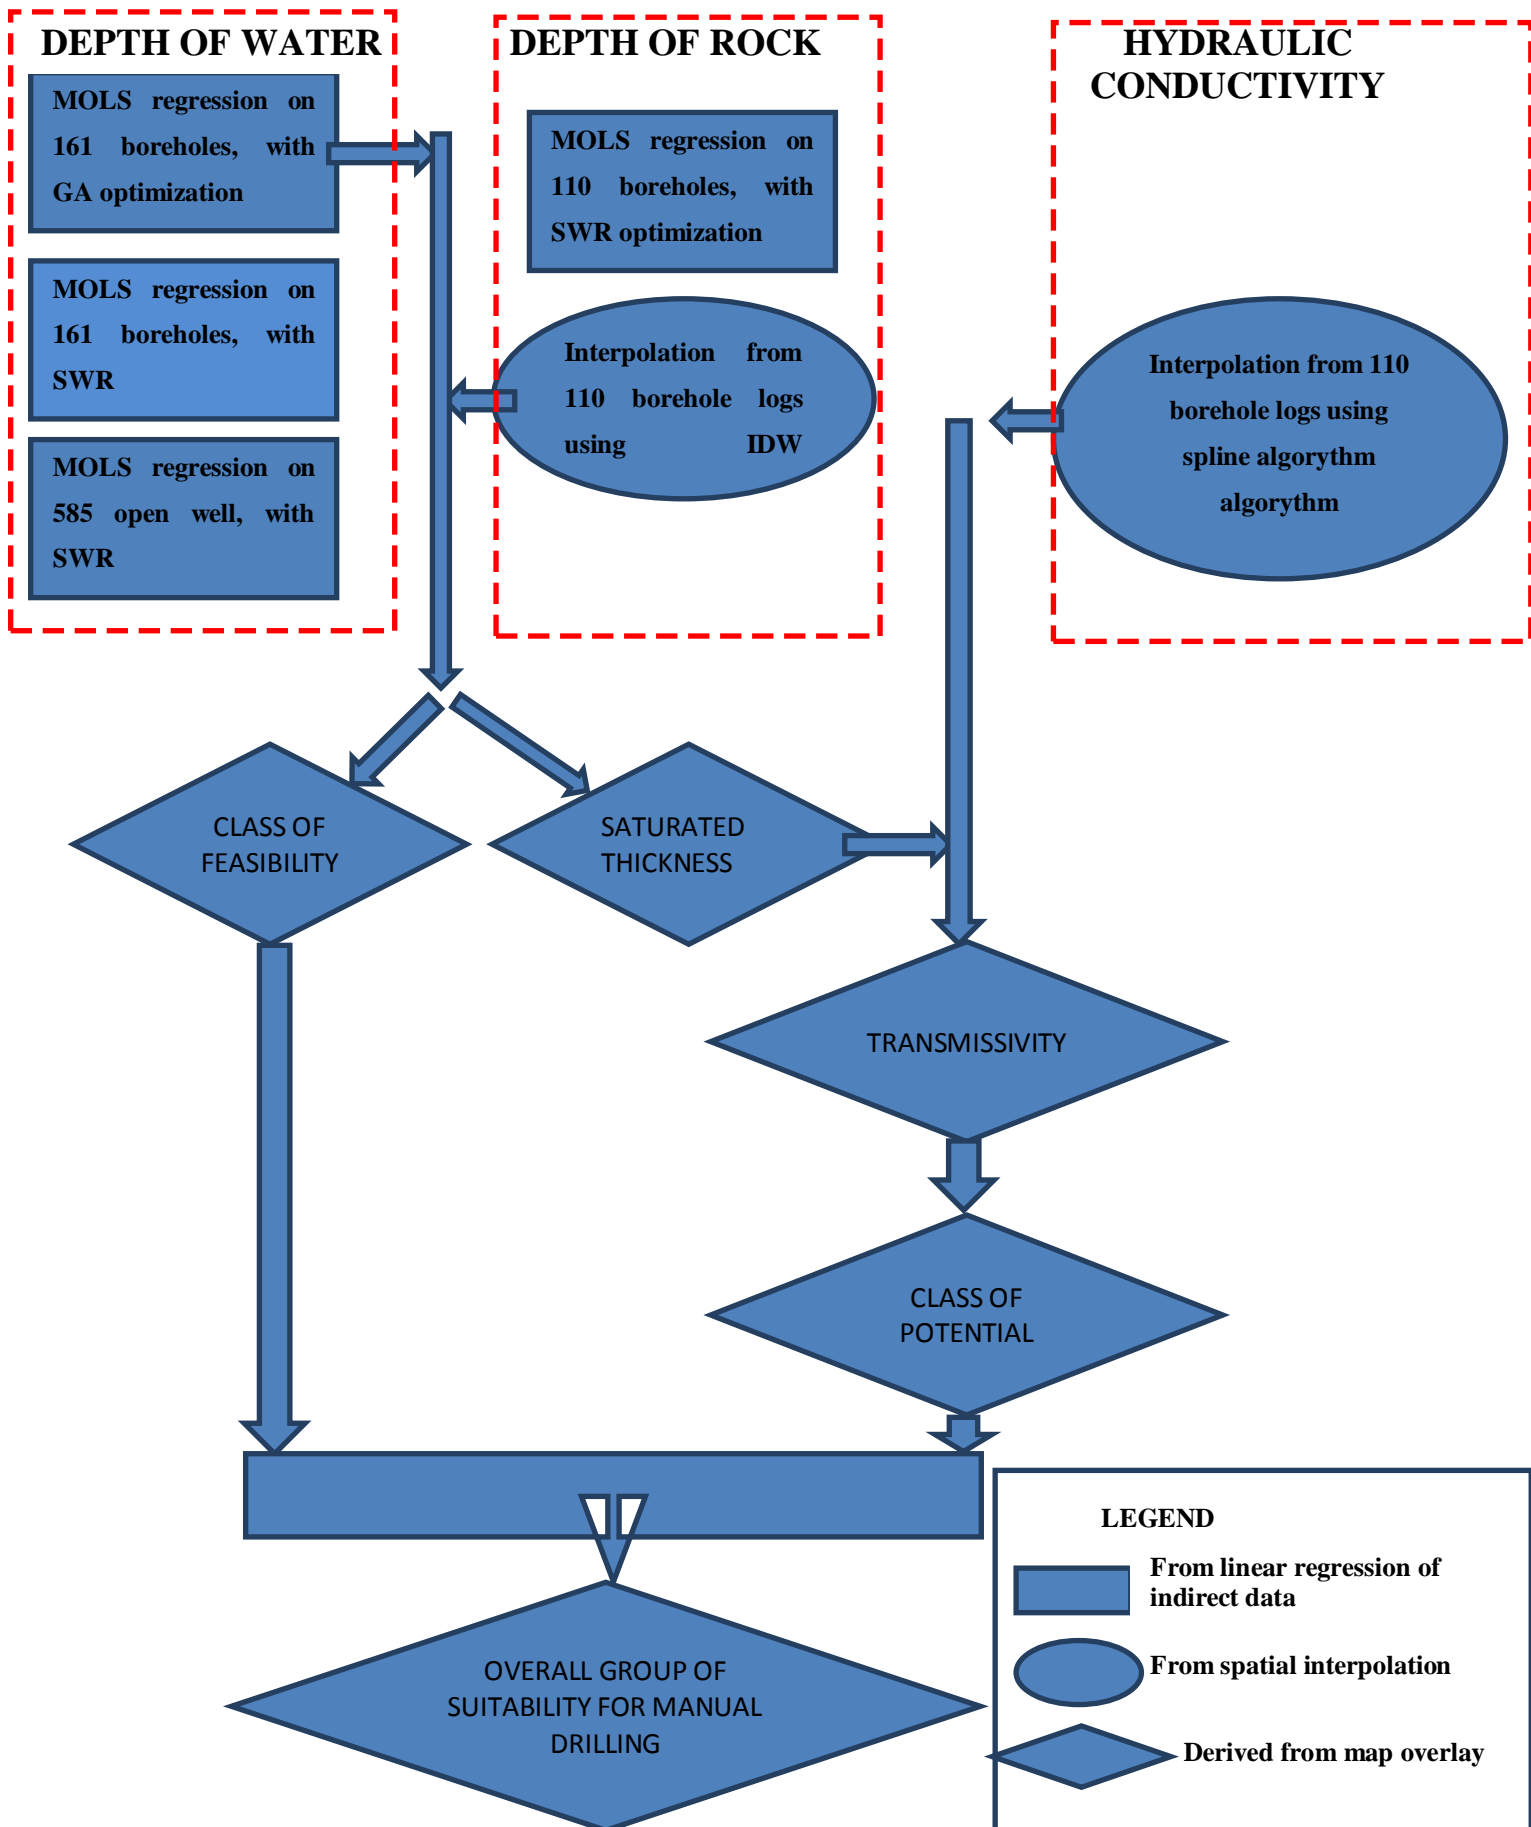 DEPTH OF WATER
MOLS regression on
161 boreholes, with
GA optimization
MOLS regression on
161 boreholes, with
SWR
MOLS regression on
585 open well, with
SWR
DEPTH OF ROCK
MOLS regression on
110 boreholes, with
SWR optimization
Interpolation from
110 borehole logs
using IDW
HYDRAULIC
CONDUCTIVITY
Interpolation from 110
borehole logs using
spline algorythm
algorythm
CLASS OF
FEASIBILITY
SATURATED
THICKNESS
TRANSMISSIVITY
CLASS OF
POTENTIAL
OVERALL GROUP OF
SUITABILITY FOR MANUAL
DRILLING
LEGEND
From linear regression of
indirect data
From spatial interpolation
Derived from map overlay